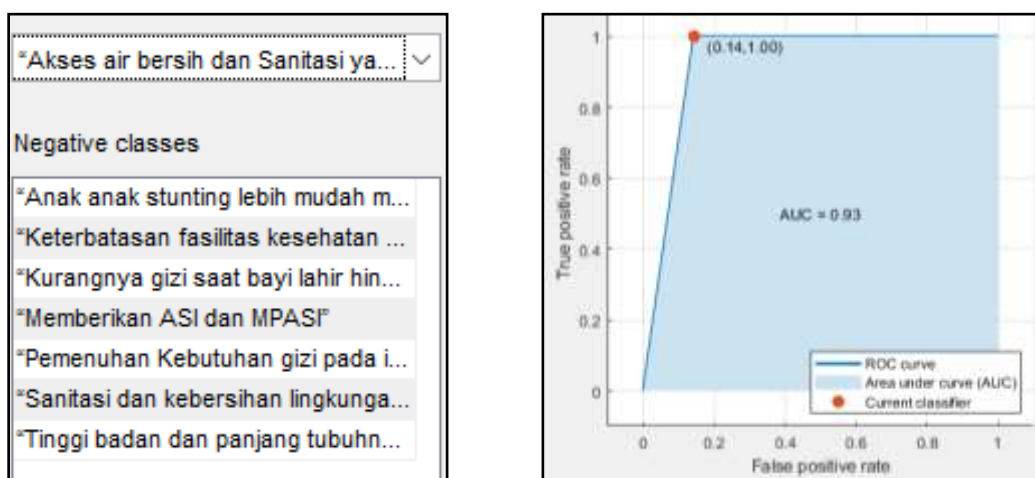 “Akses air bersih dan Sanitasi ya...
Negative classes
“Anak anak stunting lebih mudah m...
“Keterbatasan fasilitas kesehatan ...
“Kurangnya gizi saat bayi lahir hin...
“Memberikan ASI dan MPASI”
“Pemenuhan Kebutuhan gizi pada i...
“Sanitasi dan kebersihan lingkunga...
“Tinggi badan dan panjang tubuhn...
True positive rate
1
0.8
0.6
0.4
0.2
0
(0.14,1.00)
AUC = 0.93
ROC curve
Area under curve (AUC)
Current classifier
0 0.2 0.4 0.6 0.8 1
False positive rate